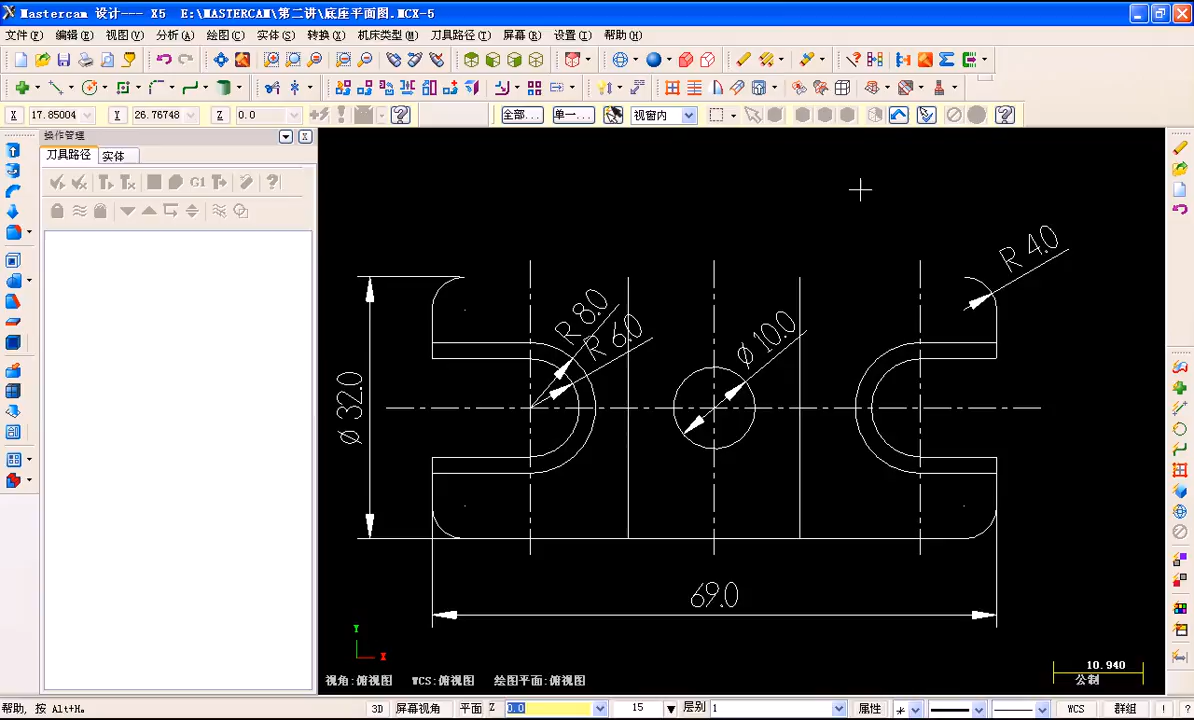 Mastercam 设计--- X5 E:\MASTERCAM\第二讲\底座平面图.MCX-5
文件(F) 编辑(E) 视图(V) 分析(A) 绘图(C) 实体(S) 转换(X) 机床类型(M) 刀具路径(T) 屏幕(R) 设置(I) 帮助(H)
X 17.85004 Y 26.76748 Z 0.0 全部... 单一... 视窗内
操作管理
刀具路径 实体
G1
R 4.0
R 8.0
R 6.0
Ø 10.0
Ø 32.0
69.0
Y
X
10.940
公制
视角:俯视图 WCS:俯视图 绘图平面:俯视图
帮助, 按 Alt+H。 3D 屏幕视角 平面 Z 0.0 15 层别 1 属性 WCS 群组 ! ?